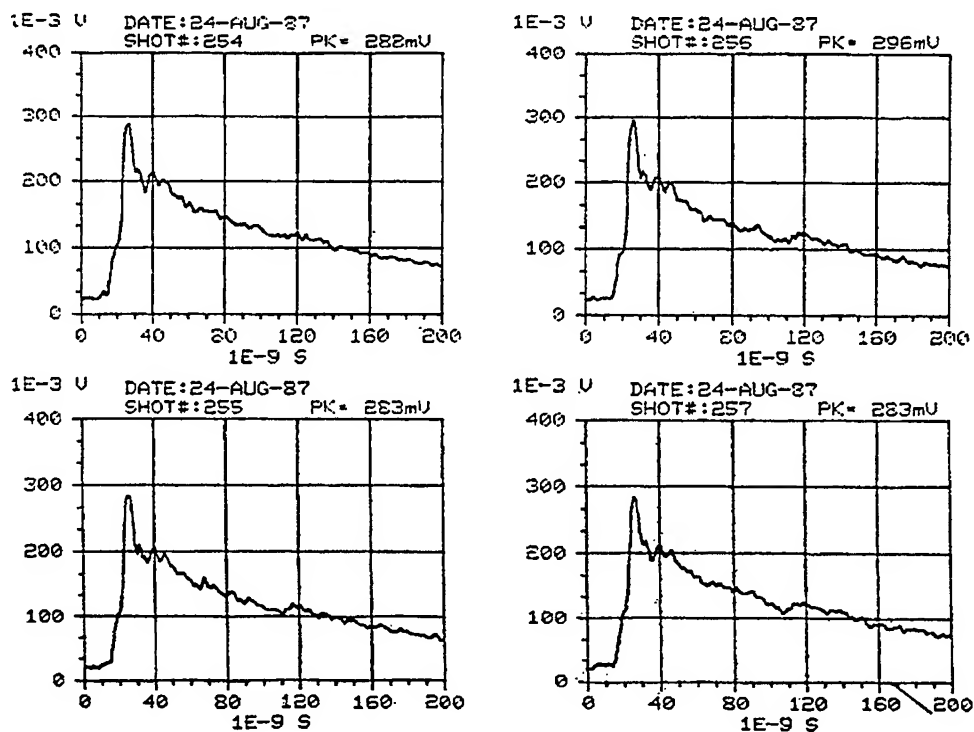 1E-3 V DATE:24-AUG-87
SHOT#:254 PK= 282mV
400
300
200
100
0
0 40 80 120 160 200
1E-9 S
1E-3 V DATE:24-AUG-87
SHOT#:256 PK= 296mV
400
300
200
100
0
0 40 80 120 160 200
1E-9 S
1E-3 V DATE:24-AUG-87
SHOT#:255 PK= 283mV
400
300
200
100
0
0 40 80 120 160 200
1E-9 S
1E-3 V DATE:24-AUG-87
SHOT#:257 PK= 283mV
400
300
200
100
0
0 40 80 120 160 200
1E-9 S